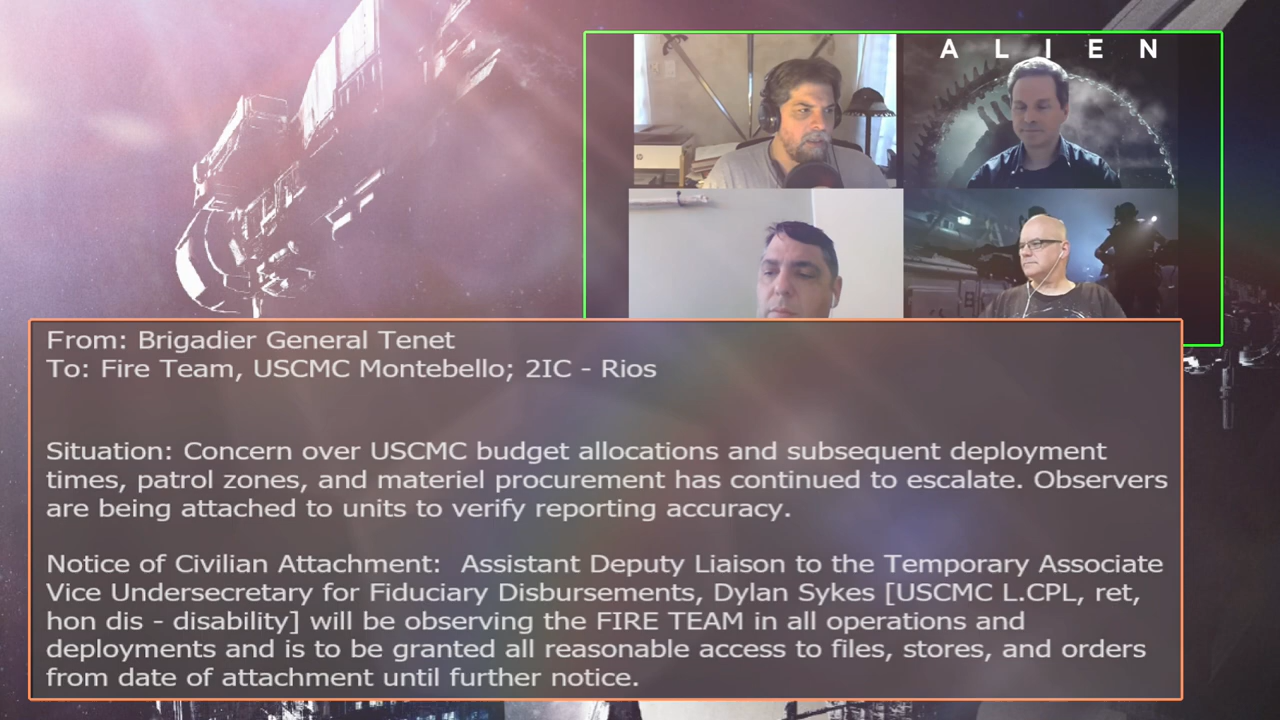 A L I E N
From: Brigadier General Tenet
To: Fire Team, USCMC Montebello; 2IC - Rios
Situation: Concern over USCMC budget allocations and subsequent deployment
times, patrol zones, and materiel procurement has continued to escalate. Observers
are being attached to units to verify reporting accuracy.
Notice of Civilian Attachment:  Assistant Deputy Liaison to the Temporary Associate
Vice Undersecretary for Fiduciary Disbursements, Dylan Sykes [USCMC L.CPL, ret,
hon dis - disability] will be observing the FIRE TEAM in all operations and
deployments and is to be granted all reasonable access to files, stores, and orders
from date of attachment until further notice.